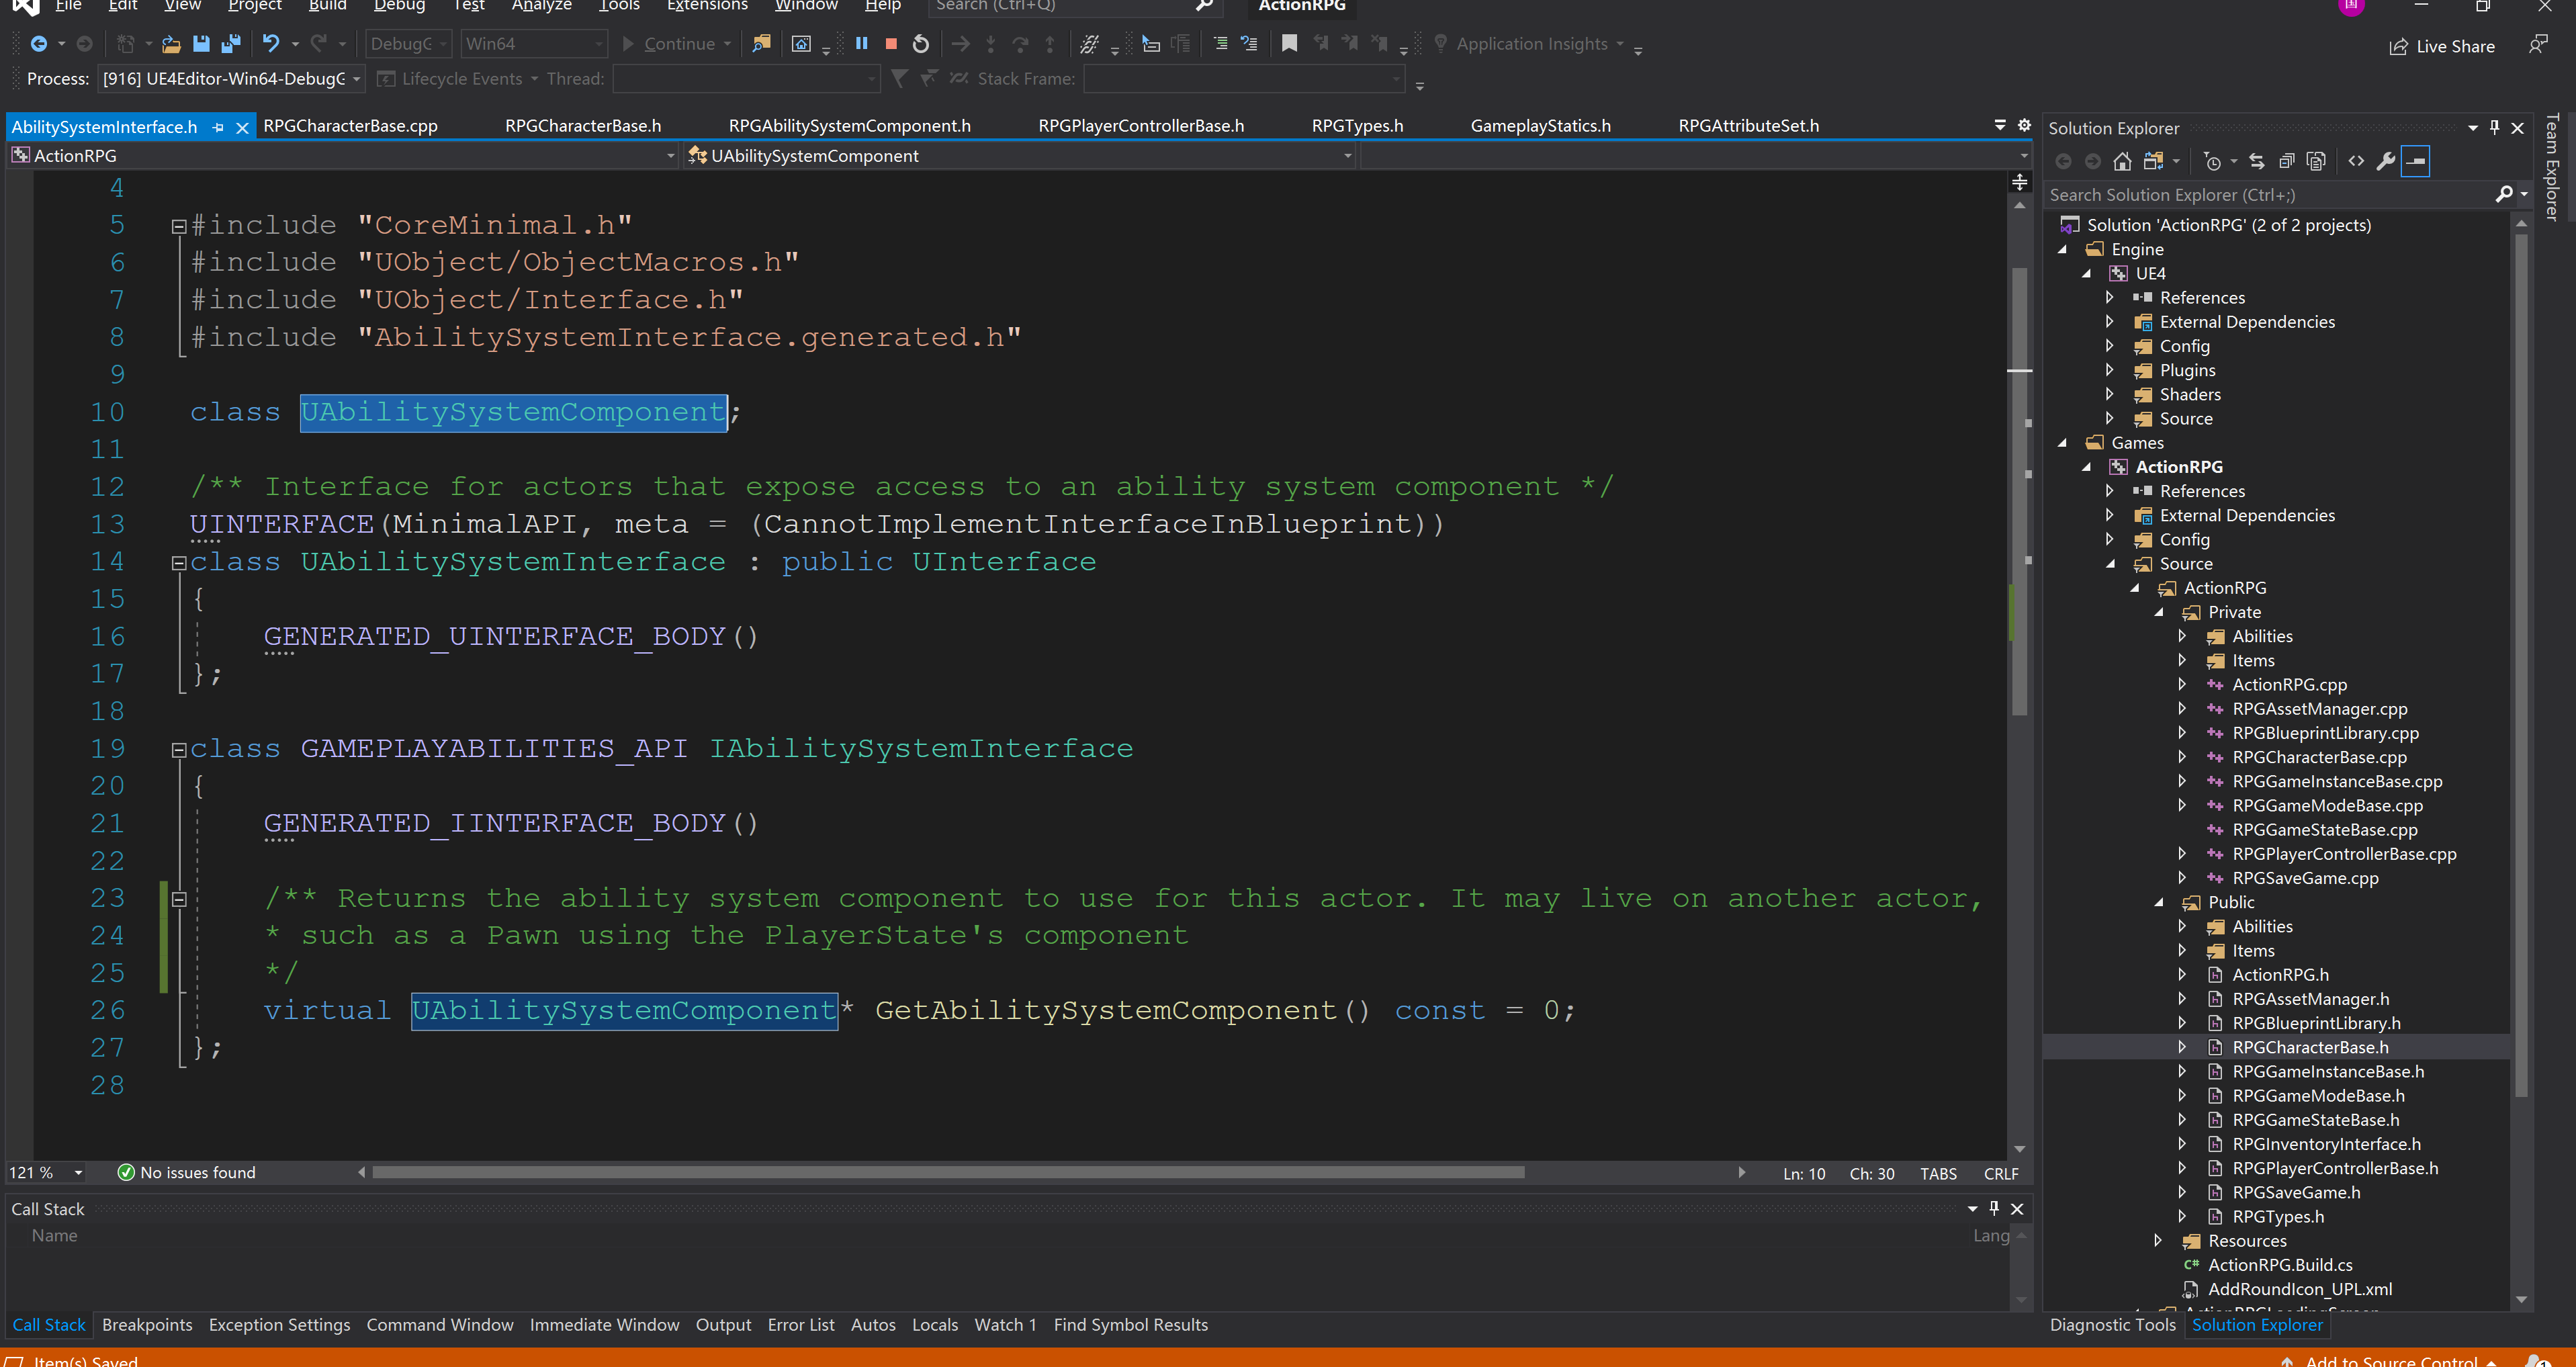 File Edit View Project Build Debug Test Analyze Tools Extensions Window Help Search (Ctrl+Q) ActionRPG
DebugG Win64 Continue Application Insights Live Share
Process: [916] UE4Editor-Win64-DebugG Lifecycle Events Thread: Stack Frame:
AbilitySystemInterface.h RPGCharacterBase.cpp RPGCharacterBase.h RPGAbilitySystemComponent.h RPGPlayerControllerBase.h RPGTypes.h GameplayStatics.h RPGAttributeSet.h
ActionRPG UAbilitySystemComponent
4
5 #include "CoreMinimal.h"
6 #include "UObject/ObjectMacros.h"
7 #include "UObject/Interface.h"
8 #include "AbilitySystemInterface.generated.h"
9
10 class UAbilitySystemComponent;
11
12 /** Interface for actors that expose access to an ability system component */
13 UINTERFACE(MinimalAPI, meta = (CannotImplementInterfaceInBlueprint))
14 class UAbilitySystemInterface : public UInterface
15 {
16 GENERATED_UINTERFACE_BODY()
17 };
18
19 class GAMEPLAYABILITIES_API IAbilitySystemInterface
20 {
21 GENERATED_IINTERFACE_BODY()
22
23 /** Returns the ability system component to use for this actor. It may live on another actor,
24 * such as a Pawn using the PlayerState's component
25 */
26 virtual UAbilitySystemComponent* GetAbilitySystemComponent() const = 0;
27 };
28
121 % No issues found Ln: 10 Ch: 30 TABS CRLF
Call Stack
Name Lang
Call Stack Breakpoints Exception Settings Command Window Immediate Window Output Error List Autos Locals Watch 1 Find Symbol Results
Item(s) Saved Add to Source Control 1
Solution Explorer
Search Solution Explorer (Ctrl+;)
Solution 'ActionRPG' (2 of 2 projects)
Engine
UE4
References
External Dependencies
Config
Plugins
Shaders
Source
Games
ActionRPG
References
External Dependencies
Config
Source
ActionRPG
Private
Abilities
Items
ActionRPG.cpp
RPGAssetManager.cpp
RPGBlueprintLibrary.cpp
RPGCharacterBase.cpp
RPGGameInstanceBase.cpp
RPGGameModeBase.cpp
RPGGameStateBase.cpp
RPGPlayerControllerBase.cpp
RPGSaveGame.cpp
Public
Abilities
Items
ActionRPG.h
RPGAssetManager.h
RPGBlueprintLibrary.h
RPGCharacterBase.h
RPGGameInstanceBase.h
RPGGameModeBase.h
RPGGameStateBase.h
RPGInventoryInterface.h
RPGPlayerControllerBase.h
RPGSaveGame.h
RPGTypes.h
Resources
ActionRPG.Build.cs
AddRoundIcon_UPL.xml
ActionRPGLoadingScreen
Diagnostic Tools Solution Explorer
Team Explorer